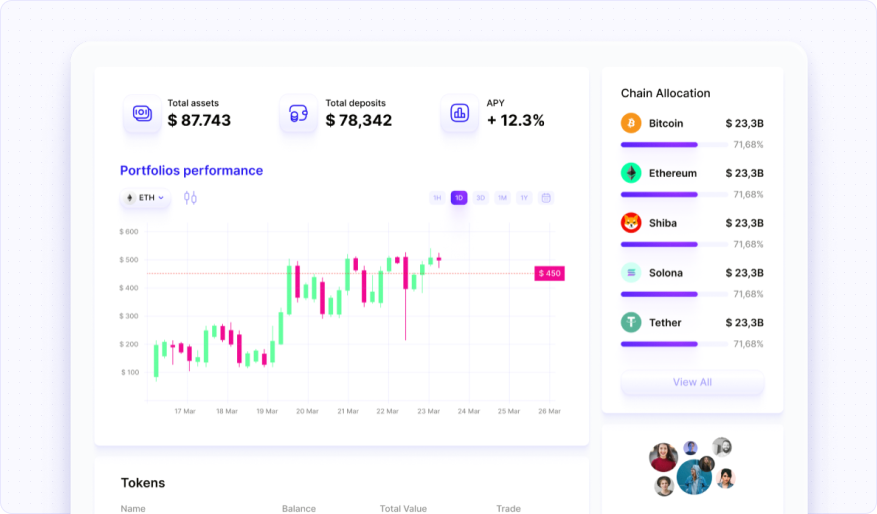 Total assets
$ 87.743
Total deposits
$ 78,342
APY
+ 12.3%
Portfolios performance
ETH
1H 1D 3D 1M 1Y
$ 600
$ 500
$ 400
$ 300
$ 200
$ 100
$ 450
17 Mar 18 Mar 19 Mar 20 Mar 21 Mar 22 Mar 23 Mar 24 Mar 25 Mar 26 Mar
Chain Allocation
Bitcoin $ 23,3B
71,68%
Ethereum $ 23,3B
71,68%
Shiba $ 23,3B
71,68%
Solona $ 23,3B
71,68%
Tether $ 23,3B
71,68%
View All
Tokens
Name Balance Total Value Trade